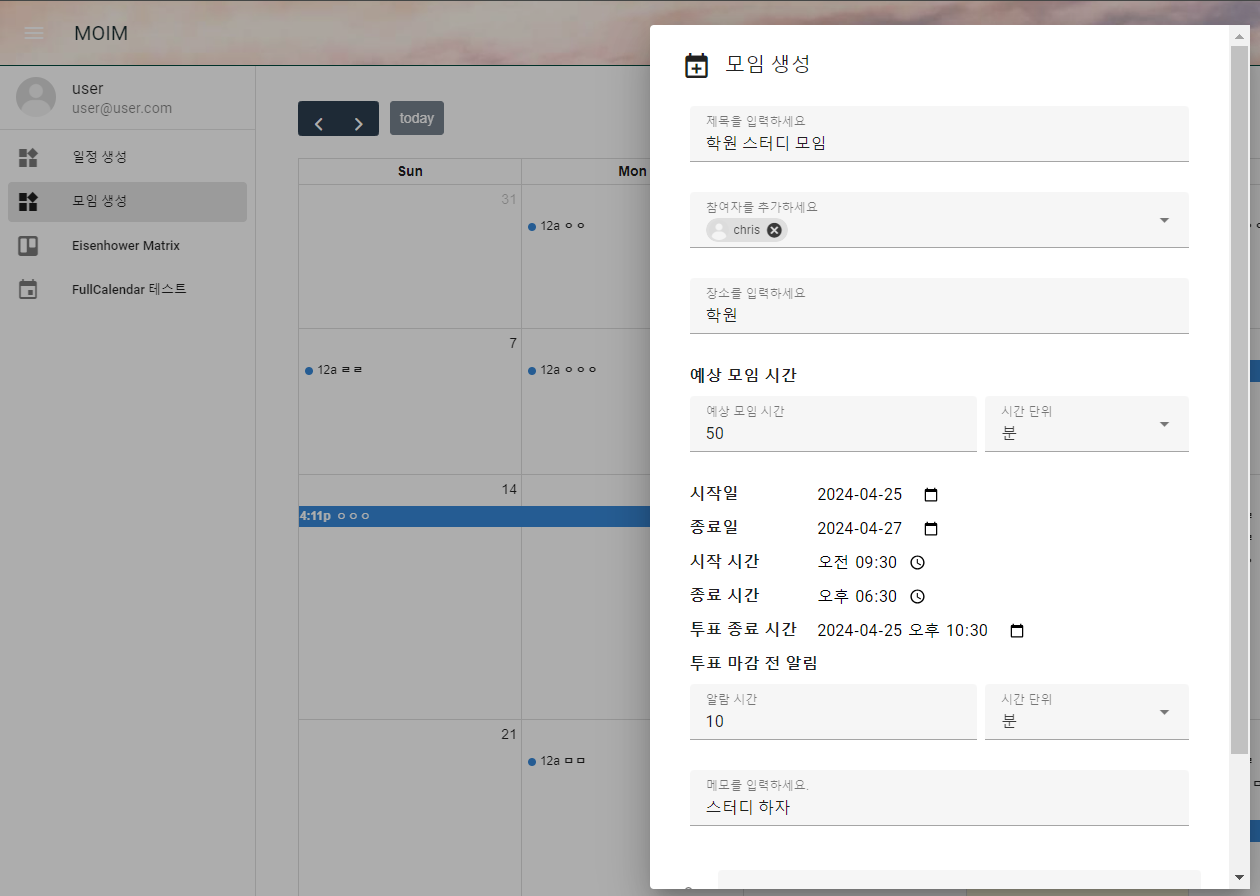 MOIM
user
user@user.com
일정 생성
모임 생성
Eisenhower Matrix
FullCalendar 테스트
today
Sun
Mon
31
12a ㅇㅇ
7
12a ㄹㄹ
12a ㅇㅇㅇ
14
4:11p ㅇㅇㅇ
21
12a ㅁㅁ
모임 생성
제목을 입력하세요
학원 스터디 모임
참여자를 추가하세요
chris
장소를 입력하세요
학원
예상 모임 시간
예상 모임 시간
50
시간 단위
분
시작일 2024-04-25
종료일 2024-04-27
시작 시간 오전 09:30
종료 시간 오후 06:30
투표 종료 시간 2024-04-25 오후 10:30
투표 마감 전 알림
알람 시간
10
시간 단위
분
메모를 입력하세요.
스터디 하자